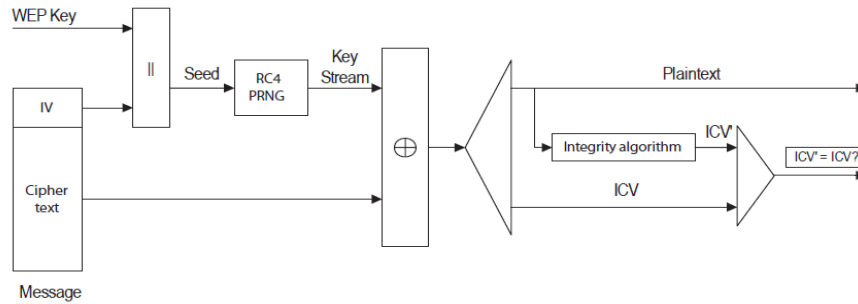 WEP Key
||
Seed
RC4
PRNG
Key
Stream
IV
Cipher
text
Message
⊕
Plaintext
Integrity algorithm
ICV'
ICV
ICV' = ICV?